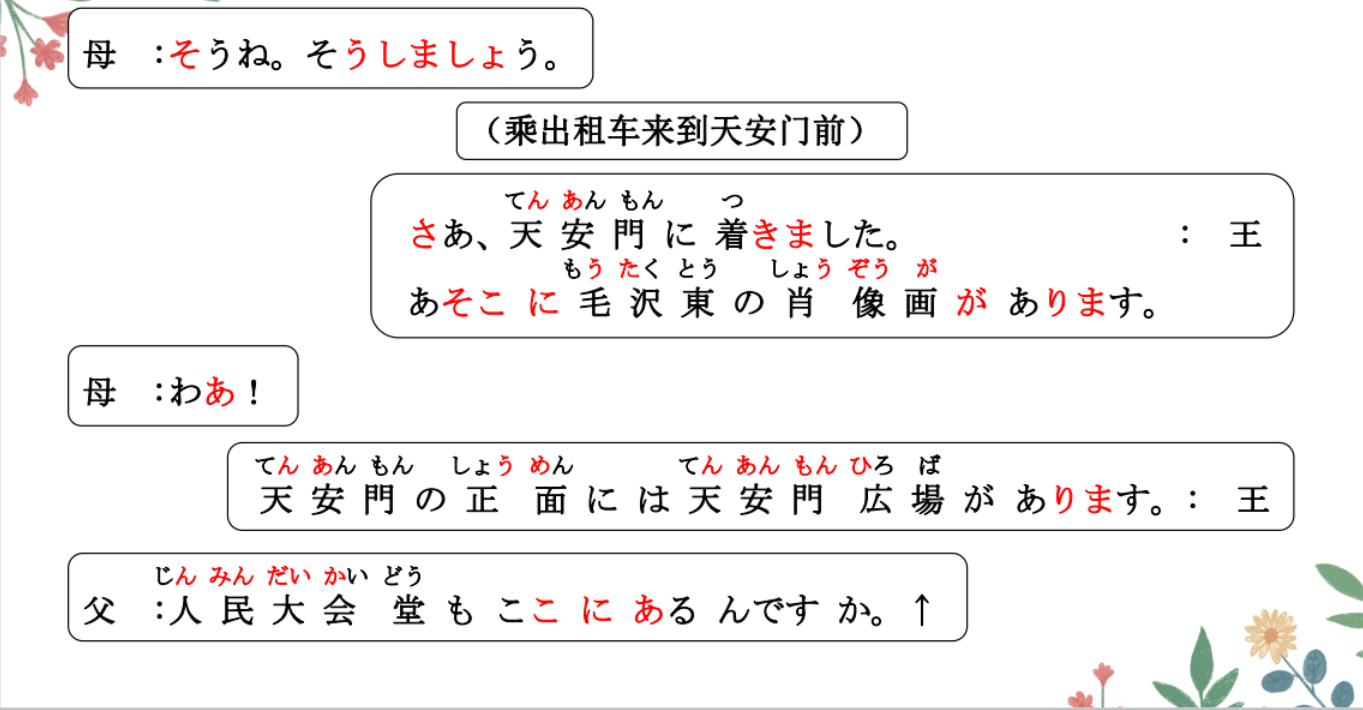 母　:そうね。そうしましょう。
（乘出租车来到天安门前）
てん あん もん　つ
さあ、天 安 門 に 着きました。　:　王
もう たく とう　しょう ぞう　が
あそこ に 毛 沢 東 の 肖　像 画 が あります。
母　:わあ！
てん あん もん　しょう めん　てん あん もん ひろ　ば
天 安 門 の 正　面 に は 天 安 門　広 場 が あります。:　王
じん みん だい かい どう
父　:人 民 大 会　堂 も ここ に ある んです か。↑